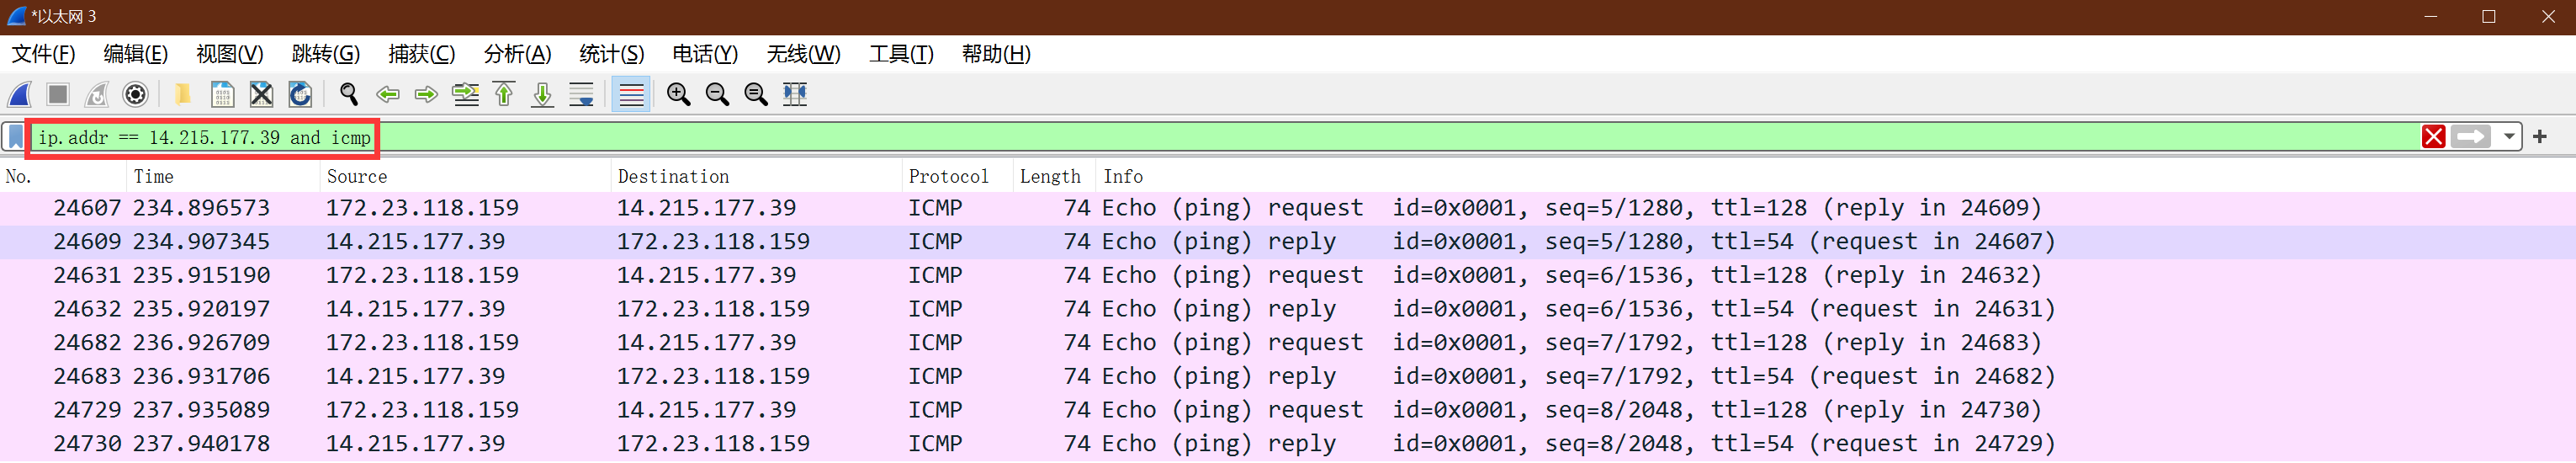 *以太网 3
文件(F) 编辑(E) 视图(V) 跳转(G) 捕获(C) 分析(A) 统计(S) 电话(Y) 无线(W) 工具(T) 帮助(H)
ip.addr == 14.215.177.39 and icmp
No. Time Source Destination Protocol Length Info
24607 234.896573 172.23.118.159 14.215.177.39 ICMP 74 Echo (ping) request id=0x0001, seq=5/1280, ttl=128 (reply in 24609)
24609 234.907345 14.215.177.39 172.23.118.159 ICMP 74 Echo (ping) reply id=0x0001, seq=5/1280, ttl=54 (request in 24607)
24631 235.915190 172.23.118.159 14.215.177.39 ICMP 74 Echo (ping) request id=0x0001, seq=6/1536, ttl=128 (reply in 24632)
24632 235.920197 14.215.177.39 172.23.118.159 ICMP 74 Echo (ping) reply id=0x0001, seq=6/1536, ttl=54 (request in 24631)
24682 236.926709 172.23.118.159 14.215.177.39 ICMP 74 Echo (ping) request id=0x0001, seq=7/1792, ttl=128 (reply in 24683)
24683 236.931706 14.215.177.39 172.23.118.159 ICMP 74 Echo (ping) reply id=0x0001, seq=7/1792, ttl=54 (request in 24682)
24729 237.935089 172.23.118.159 14.215.177.39 ICMP 74 Echo (ping) request id=0x0001, seq=8/2048, ttl=128 (reply in 24730)
24730 237.940178 14.215.177.39 172.23.118.159 ICMP 74 Echo (ping) reply id=0x0001, seq=8/2048, ttl=54 (request in 24729)